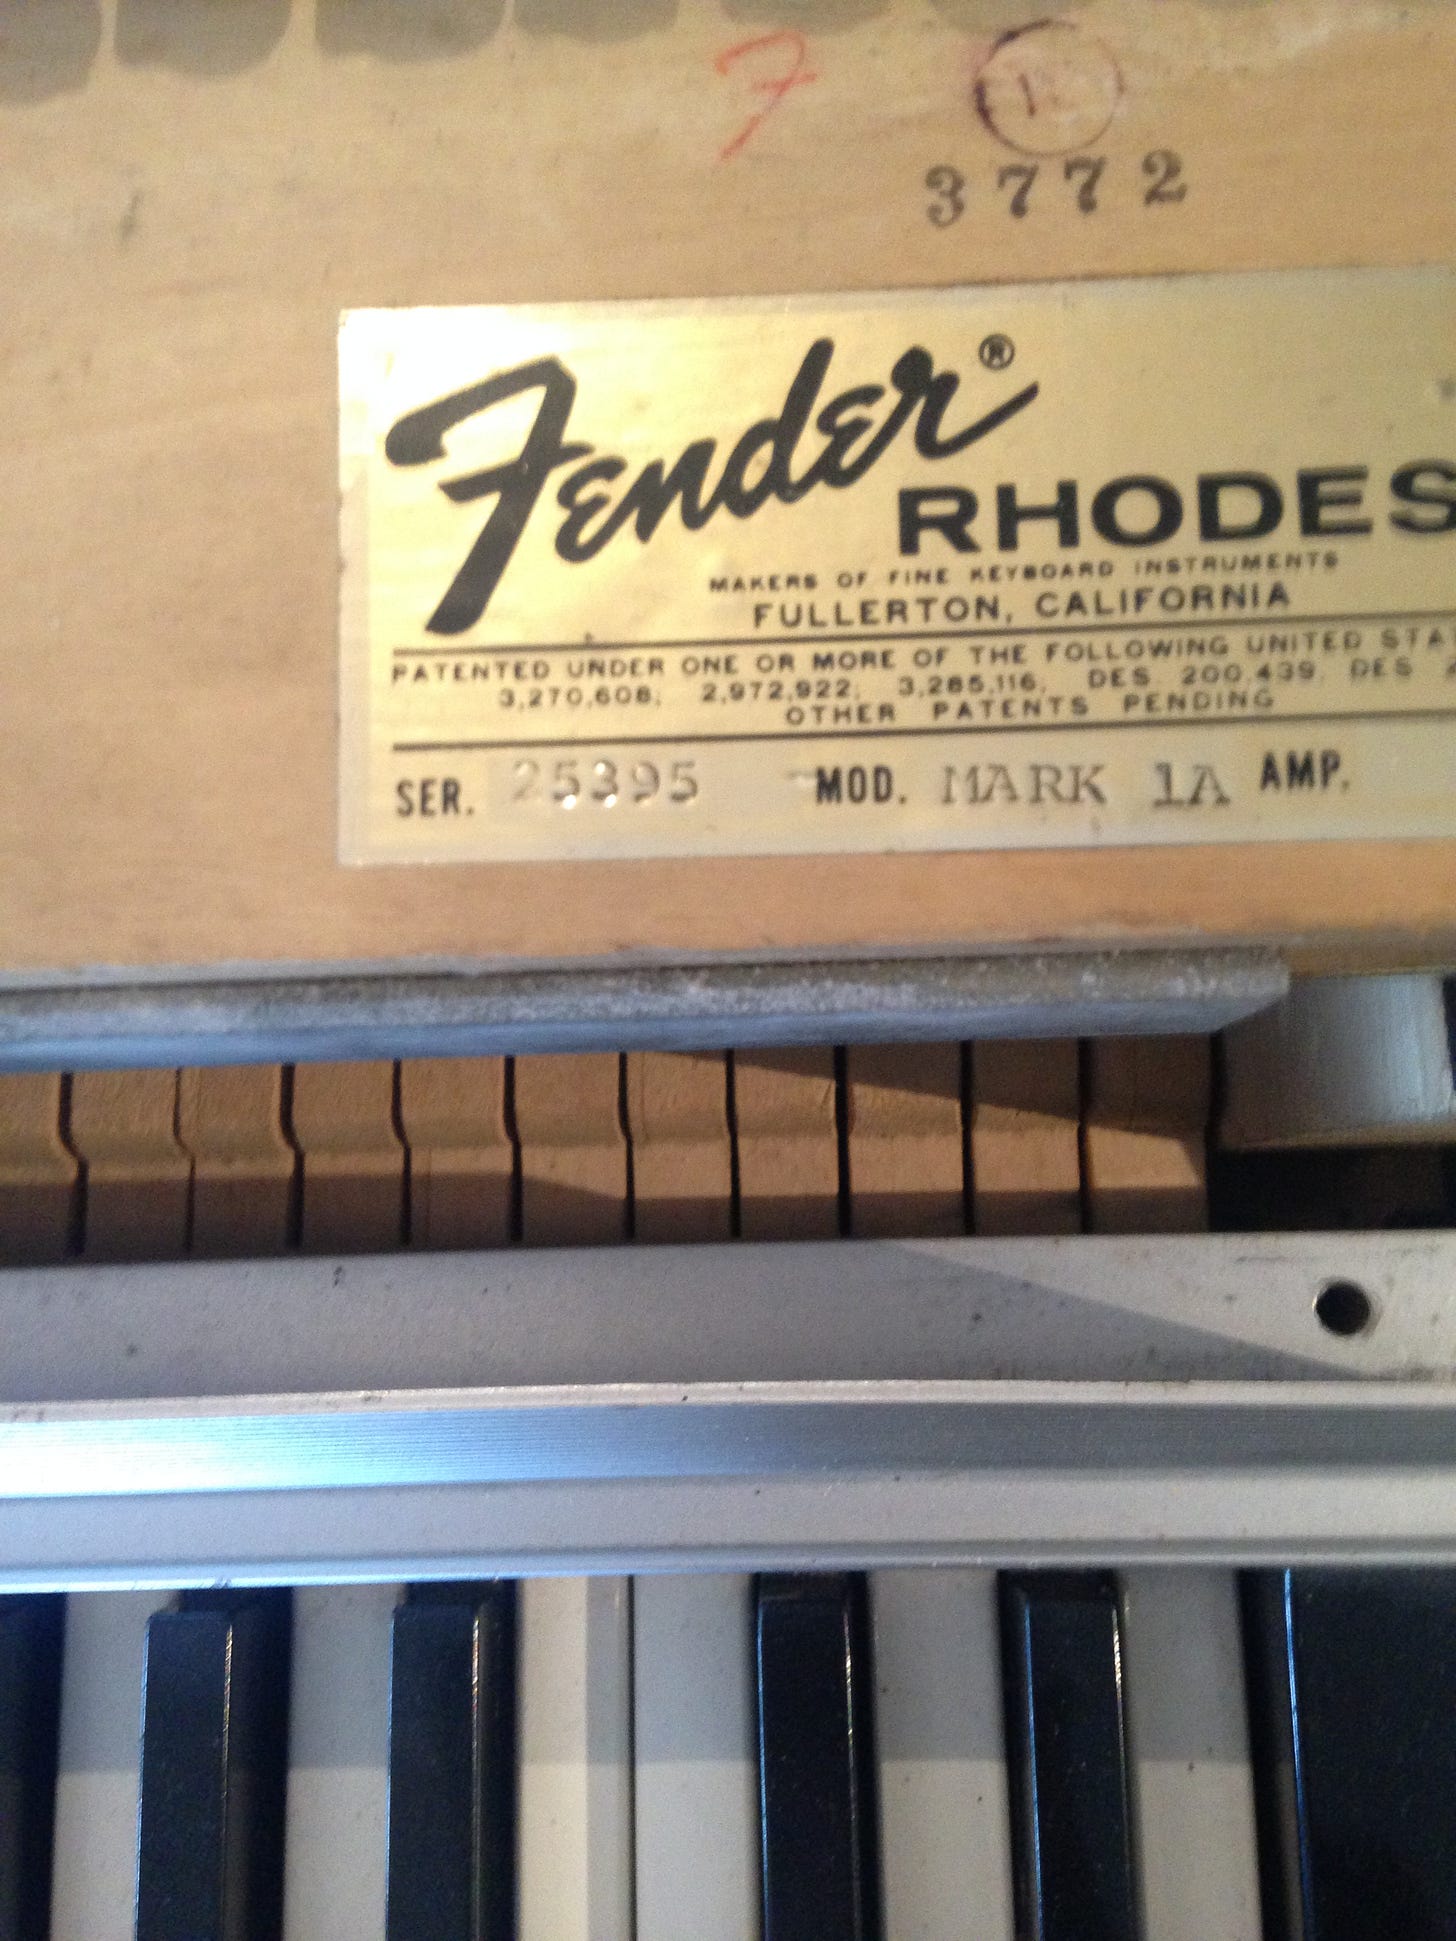 F
3772
Fender®
RHODES
MAKERS OF FINE KEYBOARD INSTRUMENTS
FULLERTON, CALIFORNIA
PATENTED UNDER ONE OR MORE OF THE FOLLOWING UNITED STA
3,270,608; 2,972,922; 3,285,116, DES 200,439, DES
OTHER PATENTS PENDING
SER. 25395 MOD. MARK 1A AMP.